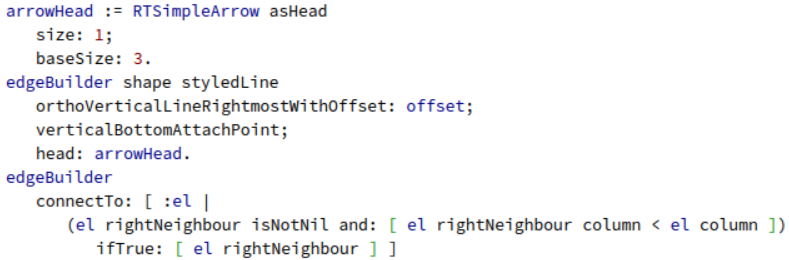 arrowHead := RTSimpleArrow asHead
size: 1;
baseSize: 3.
edgeBuilder shape styledLine
orthoVerticalLineRightmostWithOffset: offset;
verticalBottomAttachPoint;
head: arrowHead.
edgeBuilder
connectTo: [ :el |
(el rightNeighbour isNotNil and: [ el rightNeighbour column < el column ])
ifTrue: [ el rightNeighbour ] ]